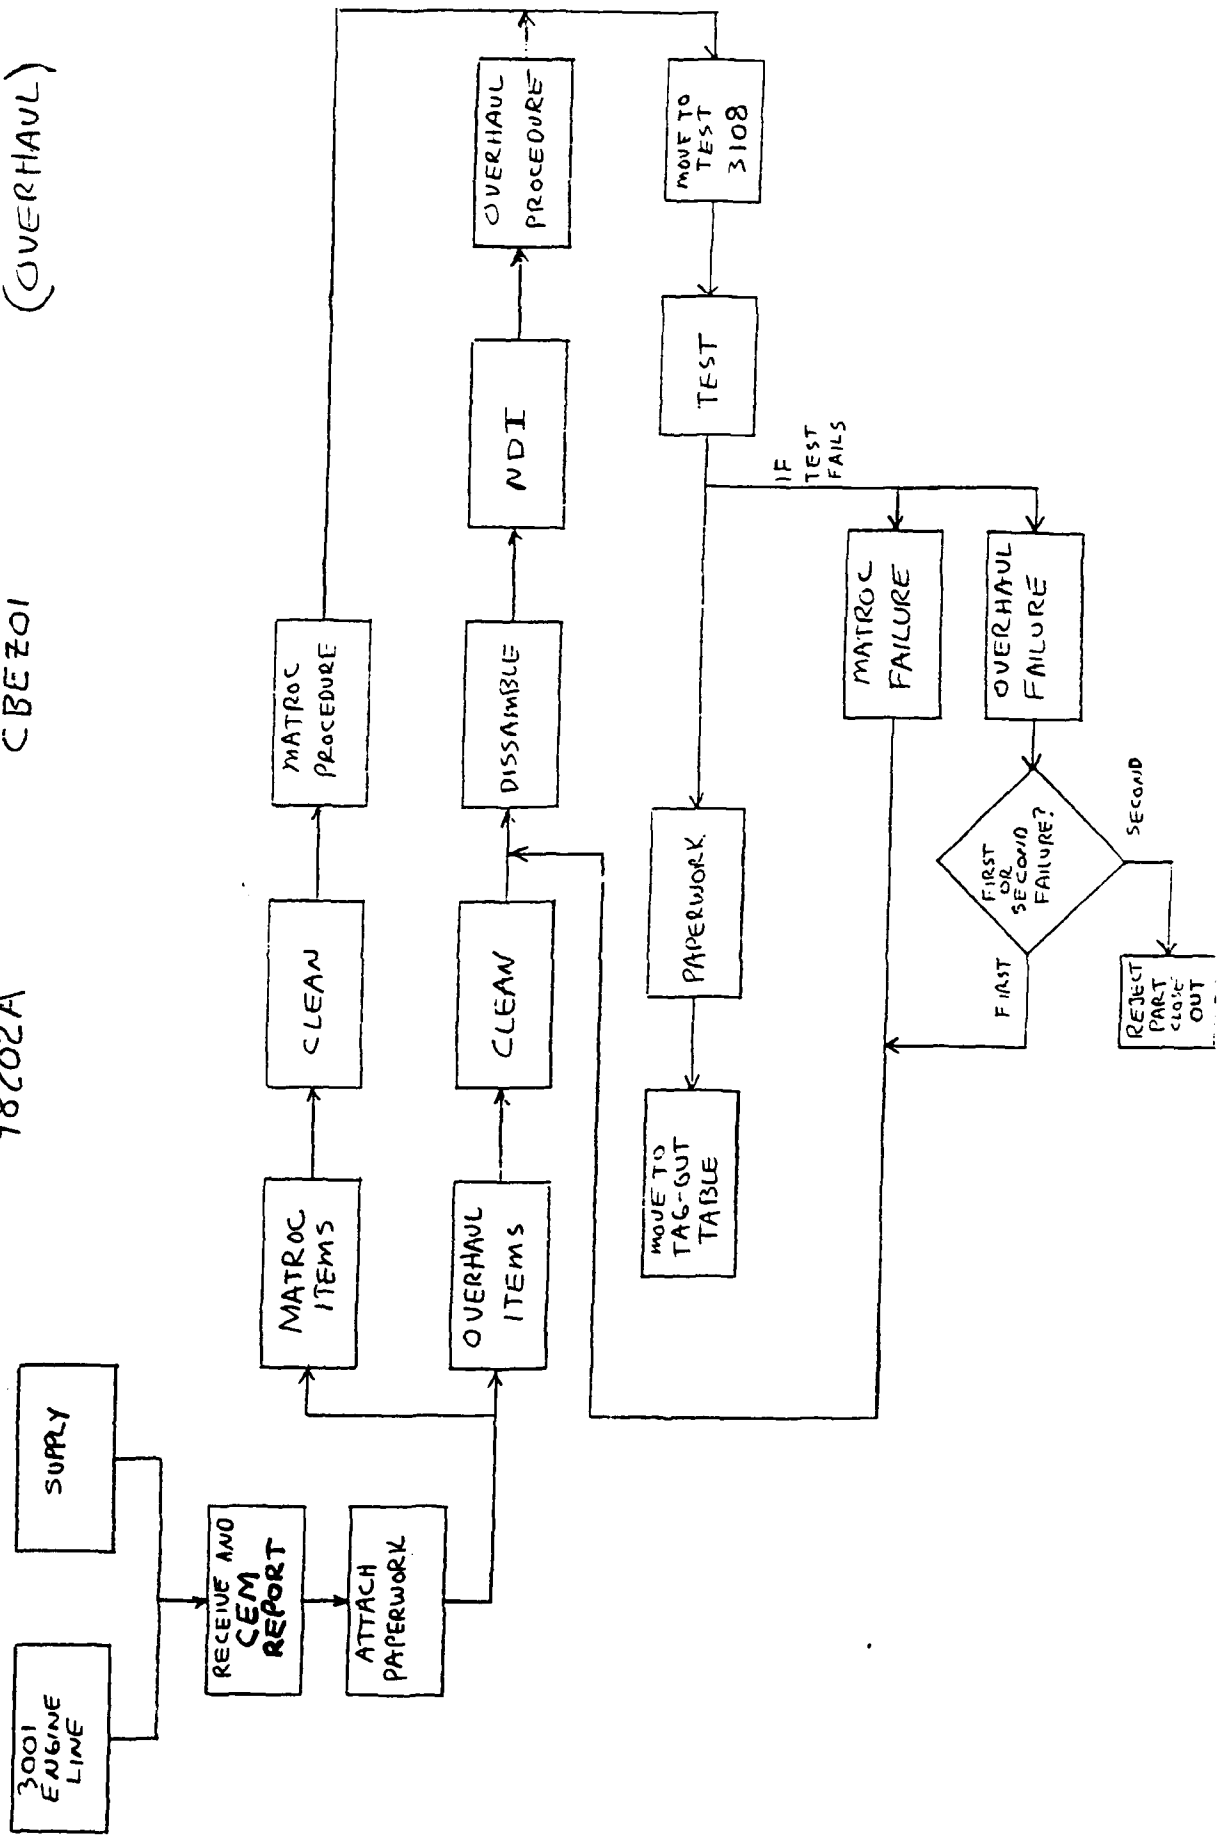 78202A
CBEZ01
(OVERHAUL)
3001
ENGINE
LINE
SUPPLY
RECEIVE AND
CEM
REPORT
ATTACH
PAPERWORK
MATROC
ITEMS
CLEAN
MATROC
PROCEDURE
OVERHAUL
ITEMS
CLEAN
DISSAMBLE
NDI
OVERHAUL
PROCEDURE
MOVE TO
TEST
3108
TEST
IF
TEST
FAILS
PAPERWORK
MOVE TO
TAG-OUT
TABLE
MATROC
FAILURE
OVERHAUL
FAILURE
FIRST
OR
SECOND
FAILURE?
FIRST
SECOND
REJECT
PART
CLOSE
OUT